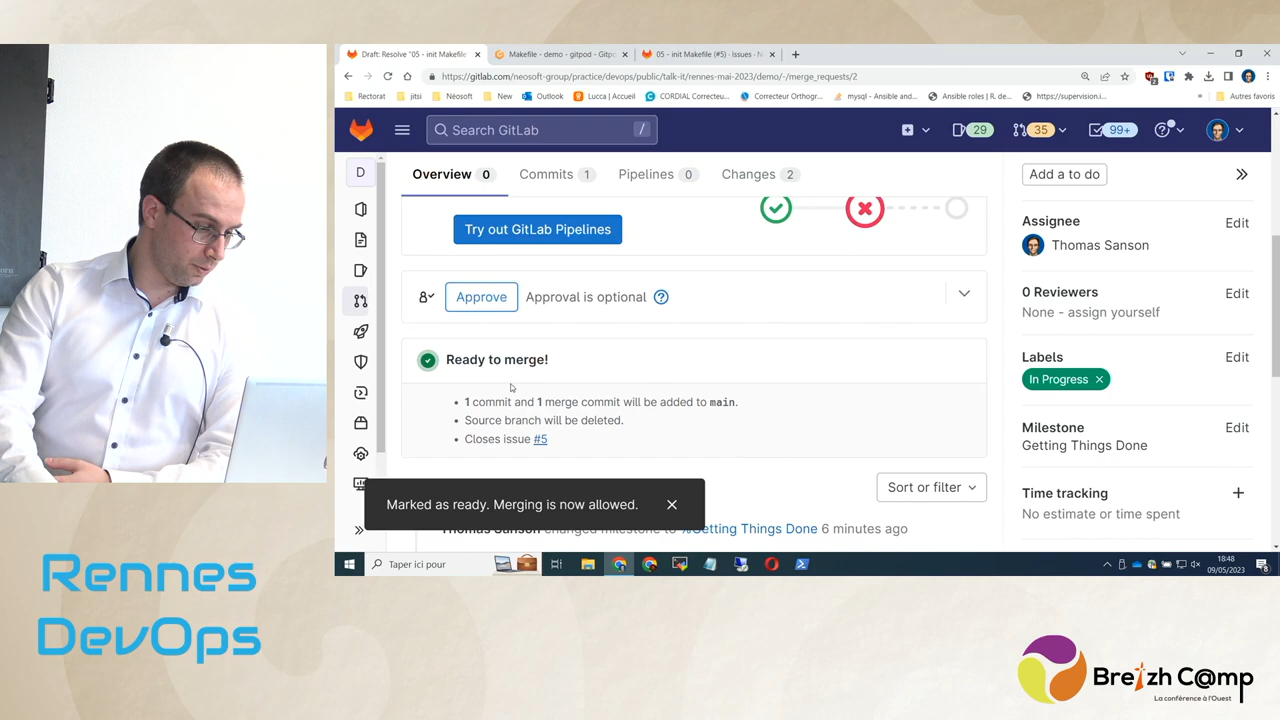 Draft: Resolve "05 - init Makefile
Makefile - demo - gitpod - Gitpo
05 - init Makefile (#5) · Issues · N
https://gitlab.com/neosoft-group/practice/devops/public/talk-it/rennes-mai-2023/demo/-/merge_requests/2
Rectorat
jitsi
Néosoft
New
Outlook
Lucca | Accueil
CORDIAL Correcteu...
Correcteur Orthogr...
mysql - Ansible and...
Ansible roles | R. de...
https://supervision.i...
»
Autres favoris
Search GitLab
/
29
35
99+
D
Overview 0
Commits 1
Pipelines 0
Changes 2
Add a to do
Try out GitLab Pipelines
Assignee
Edit
Thomas Sanson
Approve
Approval is optional
0 Reviewers
Edit
None - assign yourself
Ready to merge!
Labels
Edit
In Progress
• 1 commit and 1 merge commit will be added to main.
• Source branch will be deleted.
• Closes issue #5
Milestone
Edit
Getting Things Done
Sort or filter
Time tracking
No estimate or time spent
Marked as ready. Merging is now allowed.
Thomas Sanson changed milestone to %Getting Things Done 6 minutes ago
Taper ici pour
18:48
09/05/2023
8
Rennes
DevOps
Breizh C@mp
La conférence à l'Ouest